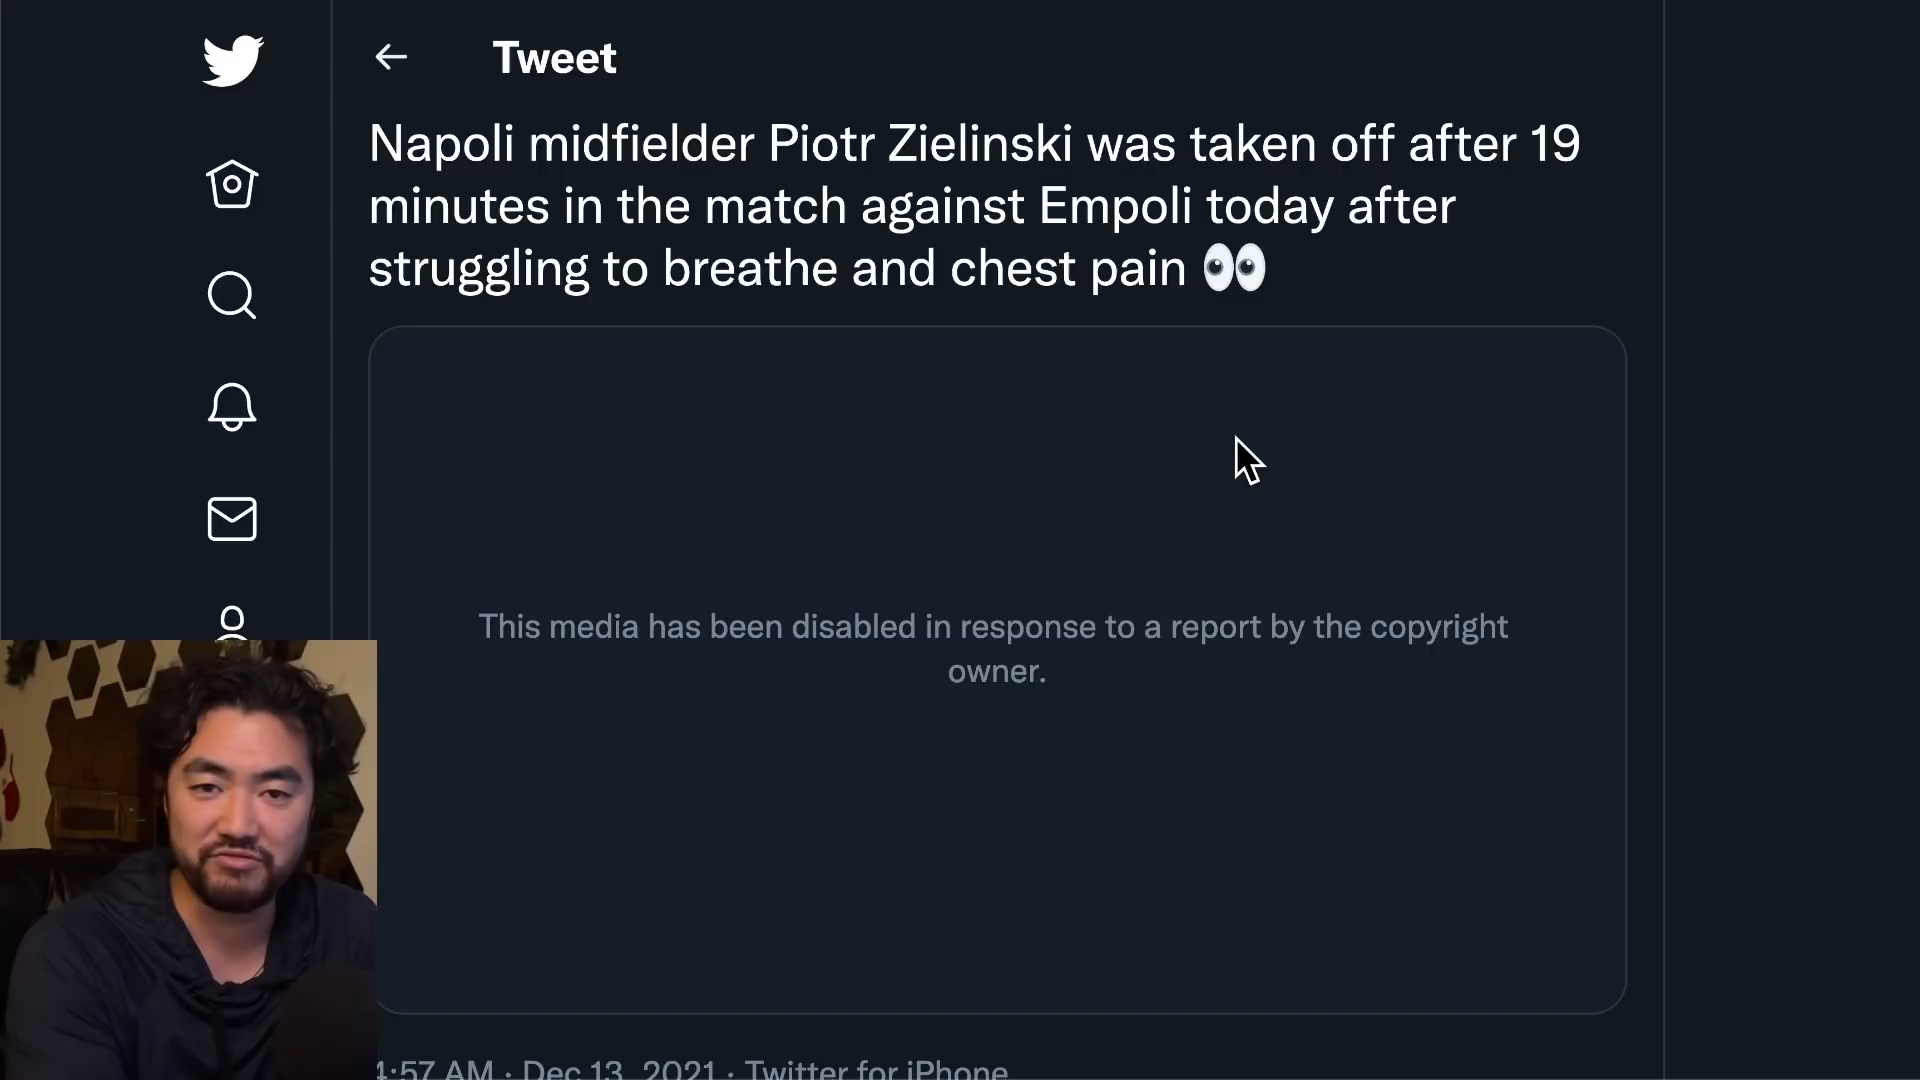 Tweet
Napoli midfielder Piotr Zielinski was taken off after 19
minutes in the match against Empoli today after
struggling to breathe and chest pain 👀
This media has been disabled in response to a report by the copyright
owner.
4:57 AM · Dec 13, 2021 · Twitter for iPhone